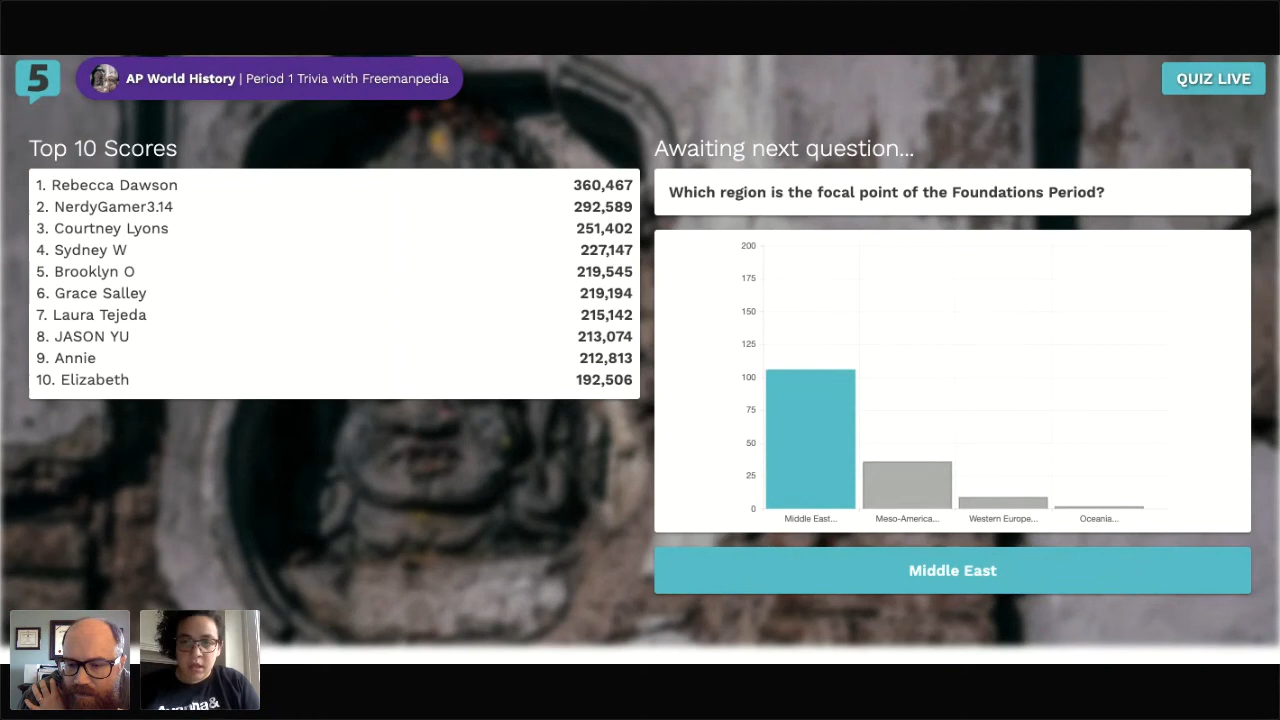 5
AP World History | Period 1 Trivia with Freemanpedia
QUIZ LIVE
Top 10 Scores
1. Rebecca Dawson 360,467
2. NerdyGamer3.14 292,589
3. Courtney Lyons 251,402
4. Sydney W 227,147
5. Brooklyn O 219,545
6. Grace Salley 219,194
7. Laura Tejeda 215,142
8. JASON YU 213,074
9. Annie 212,813
10. Elizabeth 192,506
Awaiting next question...
Which region is the focal point of the Foundations Period?
200
175
150
125
100
75
50
25
0
Middle East... Meso-America... Western Europe... Oceania...
Middle East